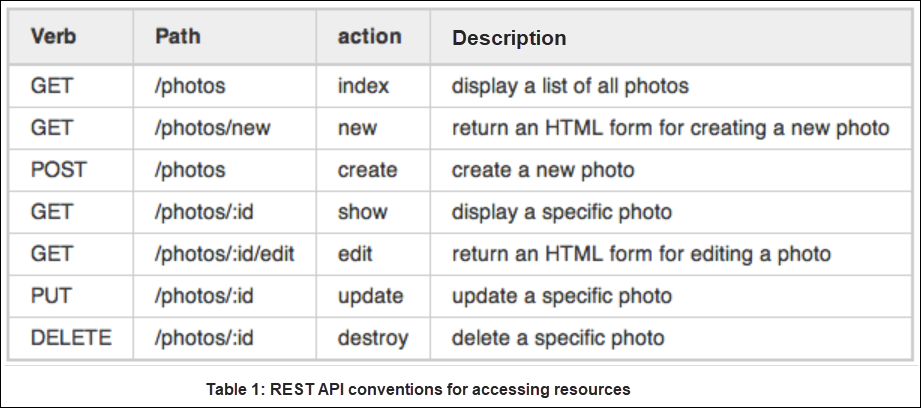 Verb Path action Description
GET /photos index display a list of all photos
GET /photos/new new return an HTML form for creating a new photo
POST /photos create create a new photo
GET /photos/:id show display a specific photo
GET /photos/:id/edit edit return an HTML form for editing a photo
PUT /photos/:id update update a specific photo
DELETE /photos/:id destroy delete a specific photo
Table 1: REST API conventions for accessing resources